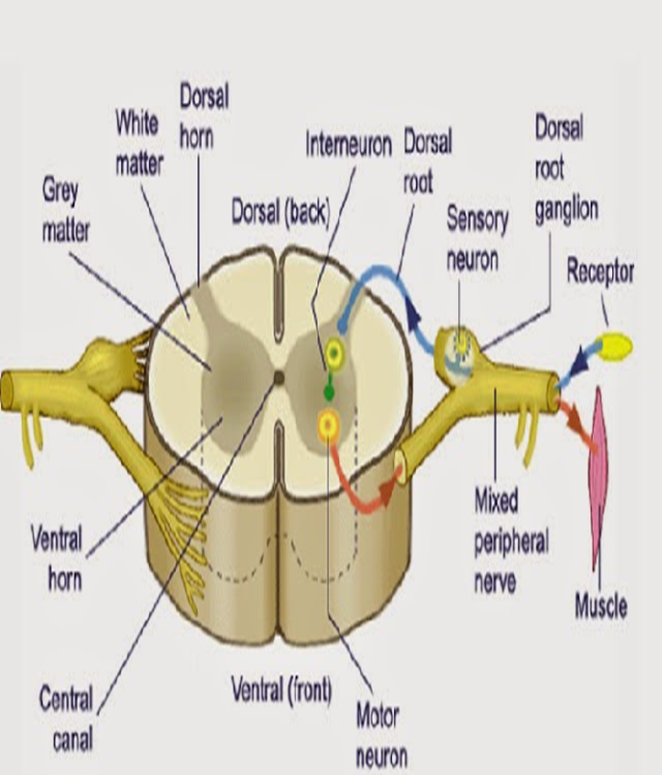 Dorsal
horn
White
matter
Grey
matter
Interneuron
Dorsal
root
Dorsal
root
ganglion
Dorsal (back)
Sensory
neuron
Receptor
Mixed
peripheral
nerve
Ventral
horn
Muscle
Central
canal
Ventral (front)
Motor
neuron